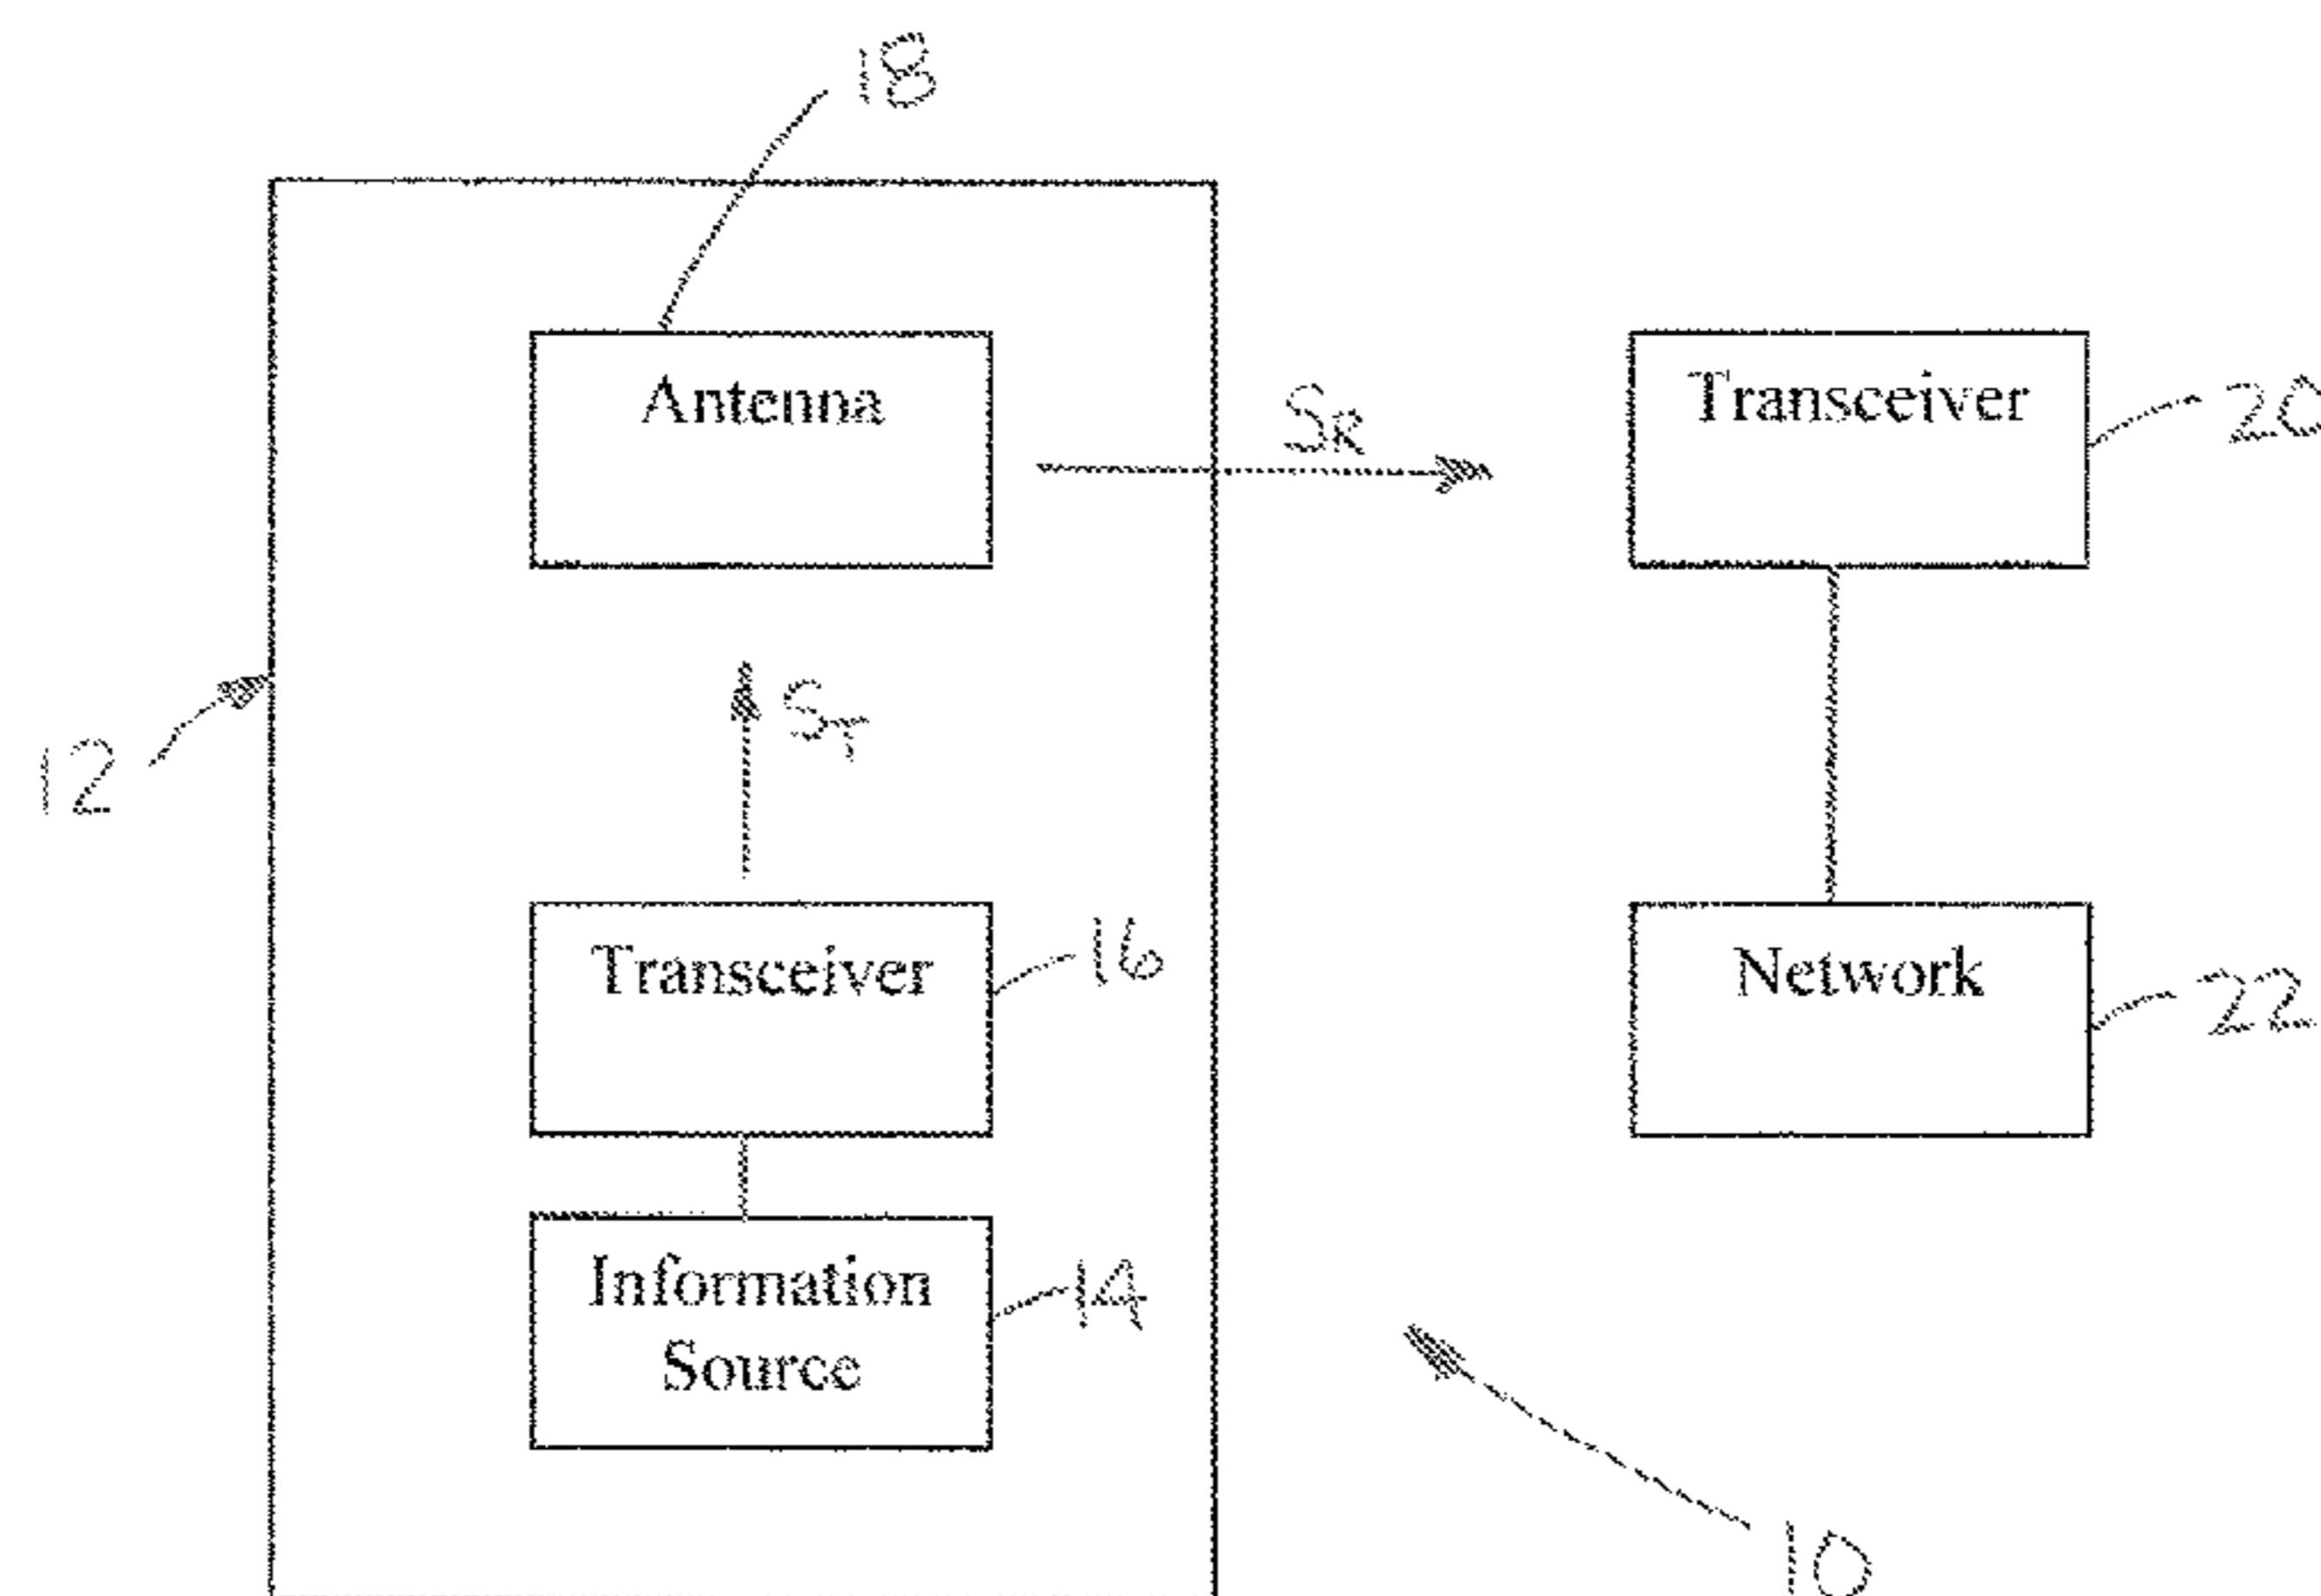 18
Antenna
Transceiver
20
SR
12
ST
Transceiver
16
Network
22
Information
Source
14
10